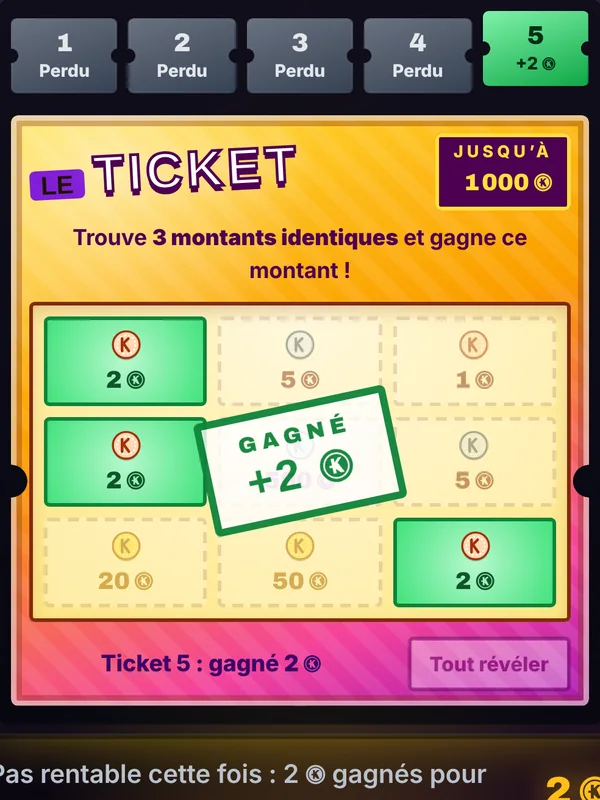 1
Perdu
2
Perdu
3
Perdu
4
Perdu
5
+2 K
LE TICKET
JUSQU'À
1000 K
Trouve 3 montants identiques et gagne ce
montant !
K
2 K
K
5 K
K
1 K
K
2 K
GAGNÉ
+2 K
K
5 K
K
20 K
K
50 K
K
2 K
Ticket 5 : gagné 2 K
Tout révéler
Pas rentable cette fois : 2 K gagnés pour
2 K